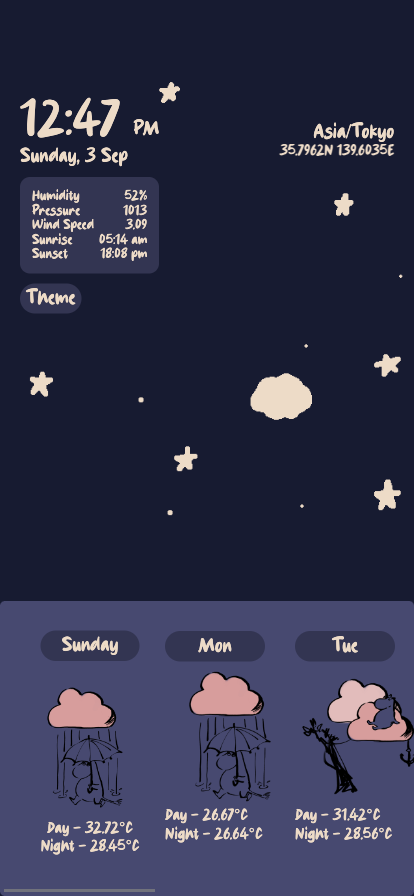 12:47 PM
Sunday, 3 Sep
Asia/Tokyo
35.7962N 139.6035E
Humidity 52%
Pressure 1013
Wind Speed 3.09
Sunrise 05:14 am
Sunset 18:08 pm
Theme
Sunday
Day - 32.72°C
Night - 28.45°C
Mon
Day - 26.67°C
Night - 26.64°C
Tue
Day - 31.42°C
Night - 28.56°C